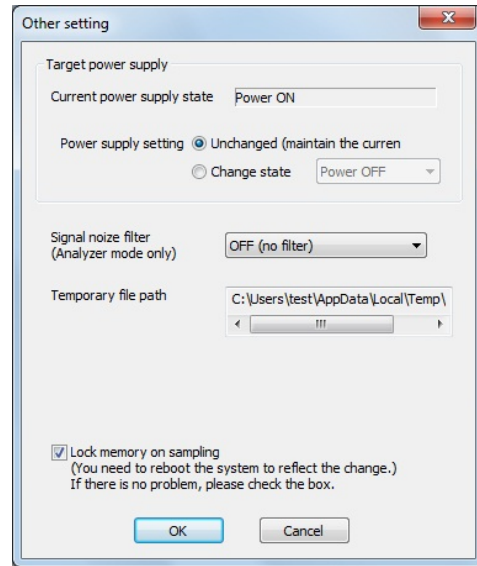 Other setting
Target power supply
Current power supply state Power ON
Power supply setting Unchanged (maintain the curren
Change state Power OFF
Signal noize filter
(Analyzer mode only)
OFF (no filter)
Temporary file path
C:\Users\test\AppData\Local\Temp\
Lock memory on sampling
(You need to reboot the system to reflect the change.)
If there is no problem, please check the box.
OK Cancel